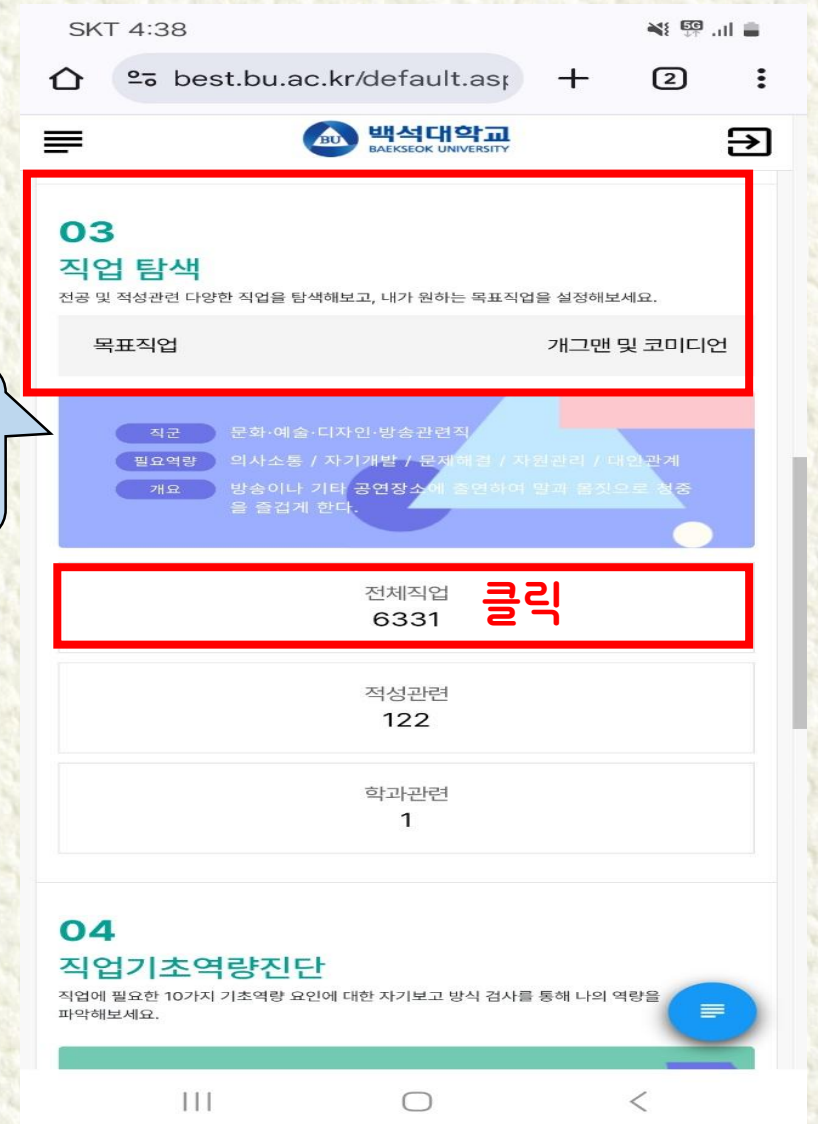 SKT 4:38
5G
best.bu.ac.kr/default.asp
2
BU 백석대학교
BAEKSEOK UNIVERSITY
03
직업 탐색
전공 및 적성관련 다양한 직업을 탐색해보고, 내가 원하는 목표직업을 설정해보세요.
목표직업 개그맨 및 코미디언
직군 문화·예술·디자인·방송관련직
필요역량 의사소통 / 자기개발 / 문제해결 / 자원관리 / 대인관계
개요 방송이나 기타 공연장소에 출연하여 말과 몸짓으로 청중
을 즐겁게 한다.
전체직업
6331
클릭
적성관련
122
학과관련
1
04
직업기초역량진단
직업에 필요한 10가지 기초역량 요인에 대한 자기보고 방식 검사를 통해 나의 역량을
파악해보세요.